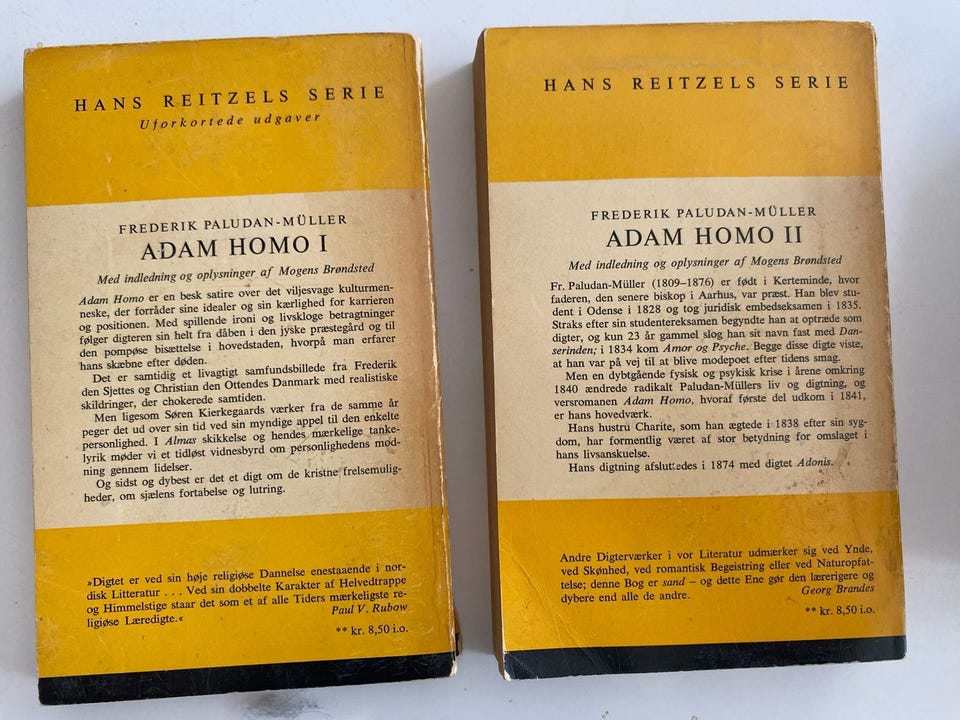 HANS REITZELS SERIE
Uforkortede udgaver
FREDERIK PALUDAN-MÜLLER
ADAM HOMO I
Med indledning og oplysninger af Mogens Brøndsted
Adam Homo er en besk satire over det viljesvage kulturmen-
neske, der forråder sine idealer og sin kærlighed for karrieren
og positionen. Med spillende ironi og livskloge betragtninger
følger digteren sin helt fra dåben i den jyske præstegård og til
den pompøse bisættelse i hovedstaden, hvorpå man erfarer
hans skæbne efter døden.
Det er samtidig et livagtigt samfundsbillede fra Frederik
den Sjettes og Christian den Ottendes Danmark med realistiske
skildringer, der chokerede samtiden.
Men ligesom Søren Kierkegaards værker fra de samme år
peger det ud over sin tid ved sin myndige appel til den enkelte
personlighed. I Almas skikkelse og hendes mærkelige tanke-
lyrik møder vi et tidløst vidnesbyrd om personlighedens mod-
ning gennem lidelser.
Og sidst og dybest er det et digt om de kristne frelsemulig-
heder, om sjælens fortabelse og lutring.
»Digtet er ved sin høje religiøse Dannelse enestaaende i nor-
disk Litteratur . . . Ved sin dobbelte Karakter af Helvedtrappe
og Himmelstige staar det som et af alle Tiders mærkeligste re-
ligiøse Læredigte.«
Paul V. Rubow
** kr. 8,50 i.o.
HANS REITZELS SERIE
FREDERIK PALUDAN-MÜLLER
ADAM HOMO II
Med indledning og oplysninger af Mogens Brøndsted
Fr. Paludan-Müller (1809–1876) er født i Kerteminde, hvor
faderen, den senere biskop i Aarhus, var præst. Han blev stu-
dent i Odense i 1828 og tog juridisk embedseksamen i 1835.
Straks efter sin studentereksamen begyndte han at optræde som
digter, og kun 23 år gammel slog han sit navn fast med Dan-
serinden; i 1834 kom Amor og Psyche. Begge disse digte viste,
at han var på vej til at blive modepoet efter tidens smag.
Men en dybtgående fysisk og psykisk krise i årene omkring
1840 ændrede radikalt Paludan-Müllers liv og digtning, og
versromanen Adam Homo, hvoraf første del udkom i 1841,
er hans hovedværk.
Hans hustru Charite, som han ægtede i 1838 efter sin syg-
dom, har formentlig været af stor betydning for omslaget i
hans livsanskuelse.
Hans digtning afsluttedes i 1874 med digtet Adonis.
Andre Digterværker i vor Literatur udmærker sig ved Ynde,
ved Skønhed, ved romantisk Begeistring eller ved Naturopfat-
telse; denne Bog er sand – og dette Ene gør den lærerigere og
dybere end alle de andre.
Georg Brandes
** kr. 8,50 i.o.